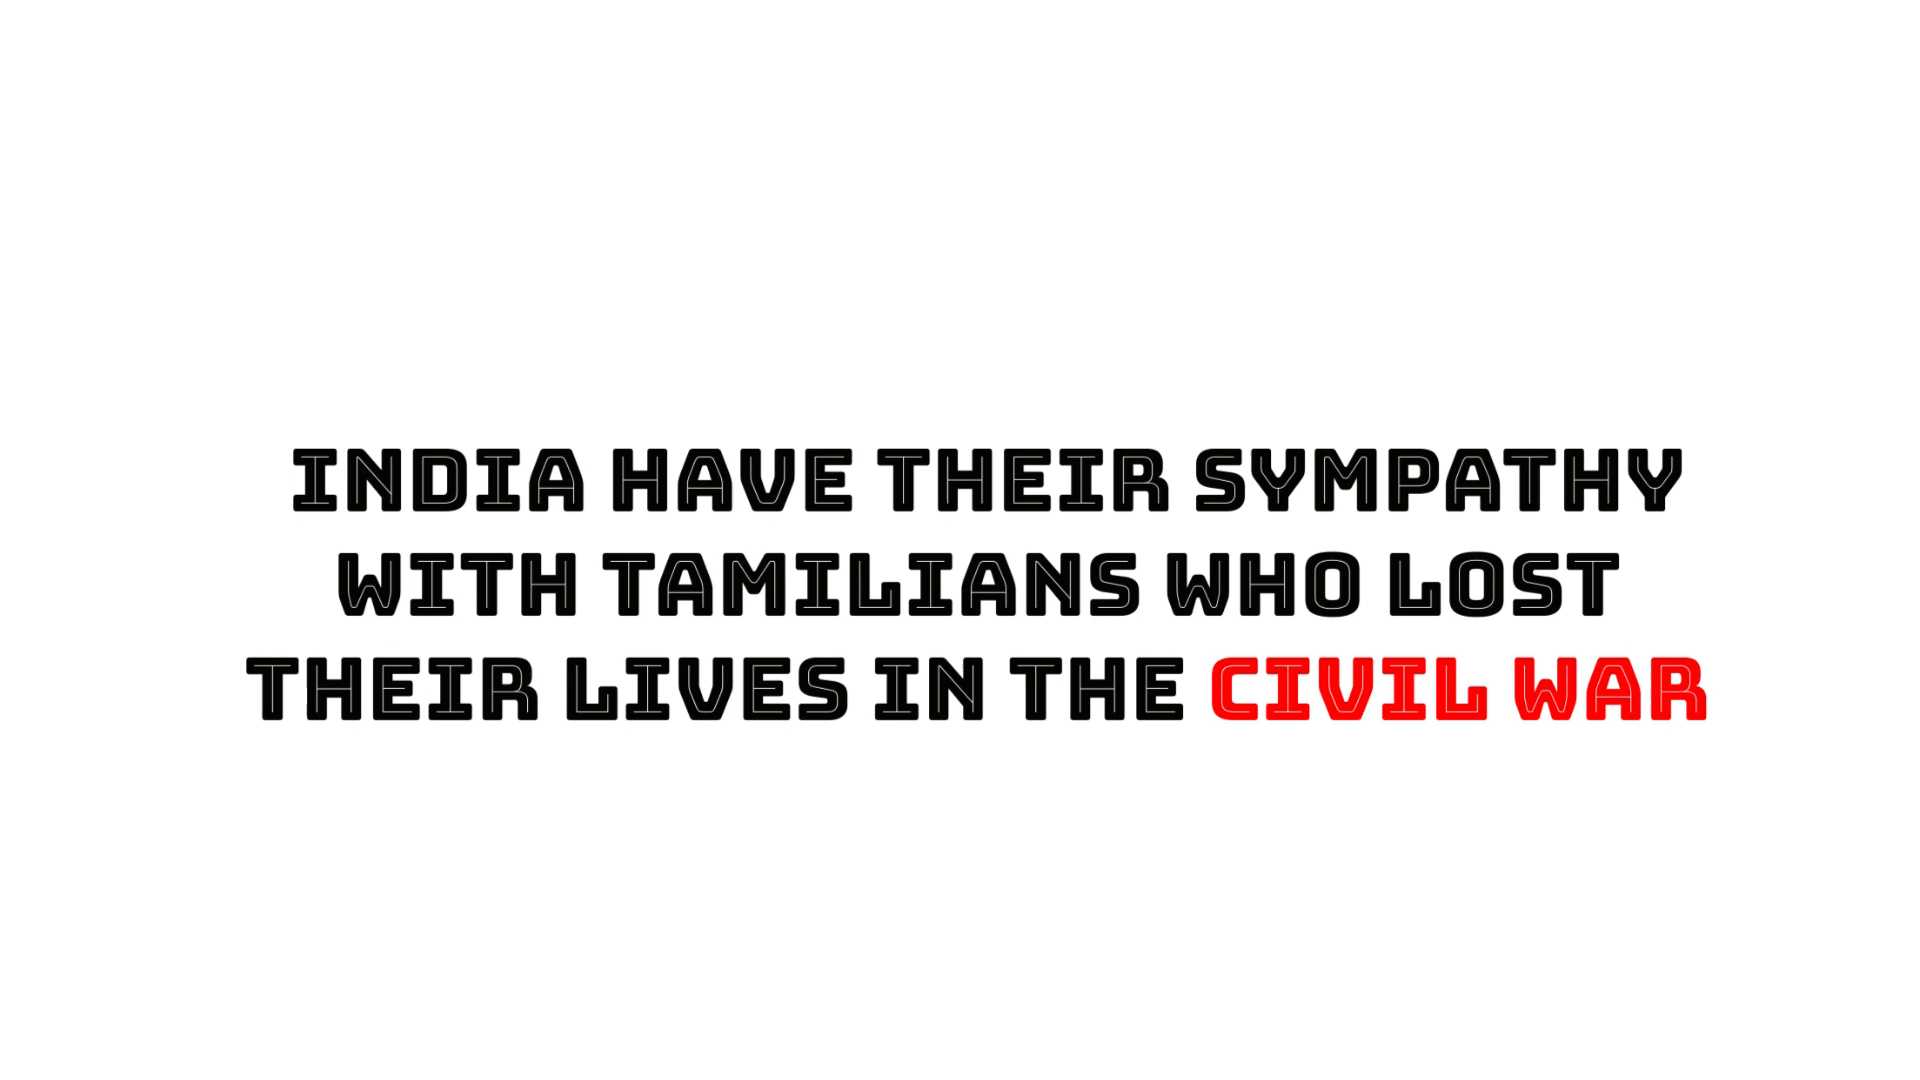 INDIA HAVE THEIR SYMPATHY
WITH TAMILIANS WHO LOST
THEIR LIVES IN THE CIVIL WAR